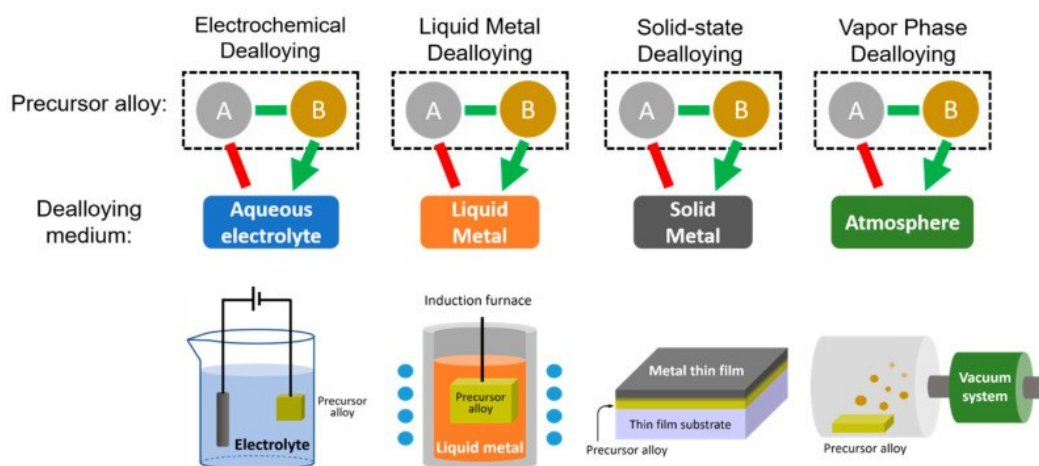 Electrochemical
Dealloying
Liquid Metal
Dealloying
Solid-state
Dealloying
Vapor Phase
Dealloying
Precursor alloy:
A
B
A
B
A
B
A
B
Dealloying
medium:
Aqueous
electrolyte
Liquid
Metal
Solid
Metal
Atmosphere
Precursor
alloy
Electrolyte
Induction furnace
Precursor
alloy
Liquid metal
Metal thin film
Thin film substrate
Precursor alloy
Vacuum
system
Precursor alloy